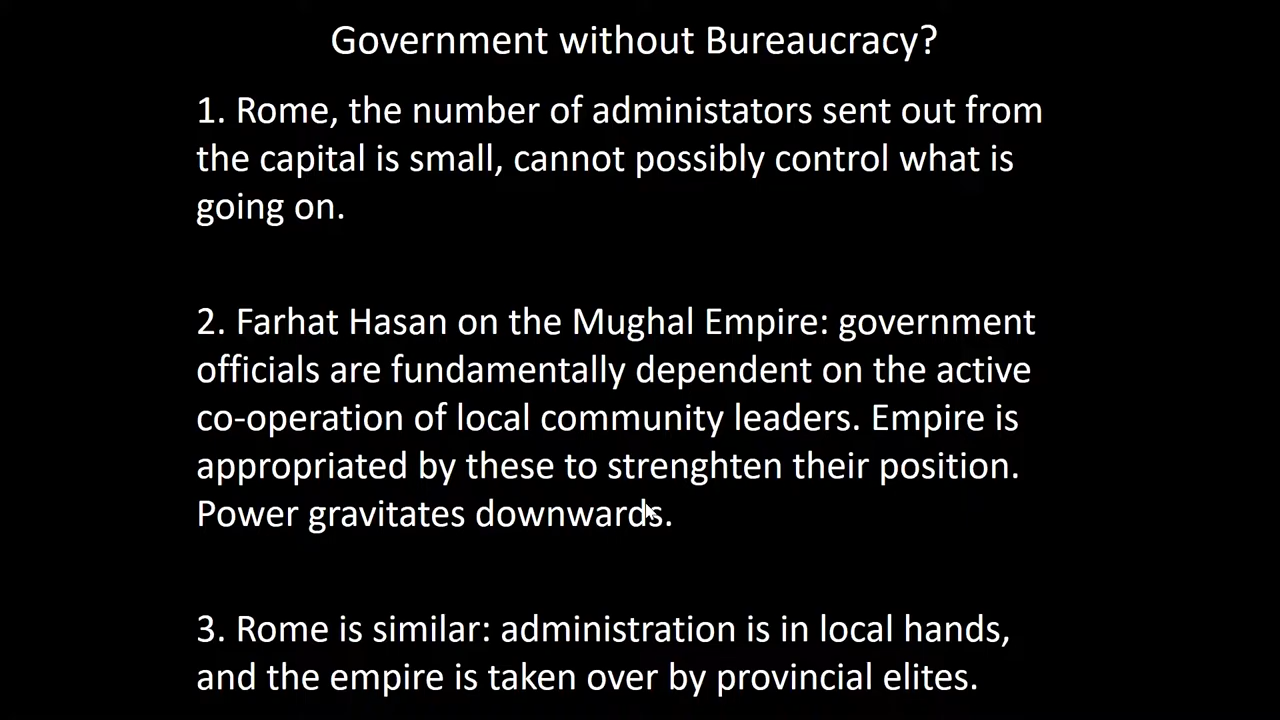 Government without Bureaucracy?
1. Rome, the number of administators sent out from
the capital is small, cannot possibly control what is
going on.
2. Farhat Hasan on the Mughal Empire: government
officials are fundamentally dependent on the active
co-operation of local community leaders. Empire is
appropriated by these to strenghten their position.
Power gravitates downwards.
3. Rome is similar: administration is in local hands,
and the empire is taken over by provincial elites.